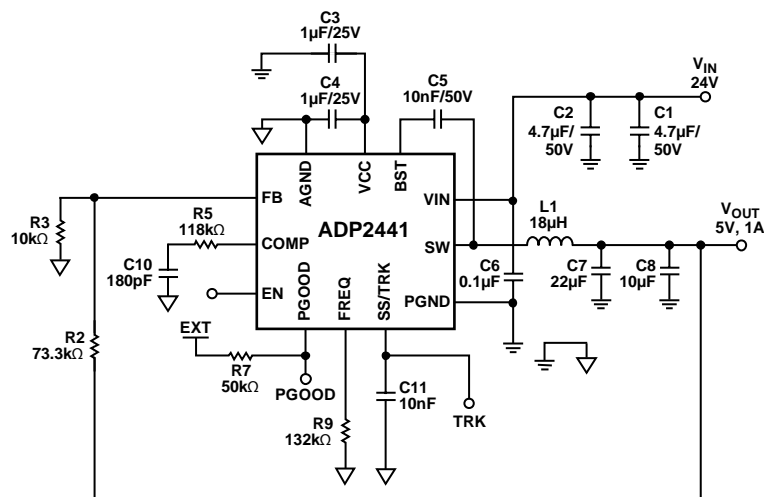 C3
1µF/25V
C4
1µF/25V
C5
10nF/50V
VIN
24V
C2
4.7µF/
50V
C1
4.7µF/
50V
AGND
VCC
BST
FB
VIN
ADP2441
L1
18µH
VOUT
5V, 1A
R3
10kΩ
R5
118kΩ
COMP
SW
C10
180pF
C6
0.1µF
C7
22µF
C8
10µF
EN
PGOOD
FREQ
SS/TRK
PGND
EXT
R2
73.3kΩ
R7
50kΩ
PGOOD
C11
10nF
TRK
R9
132kΩ